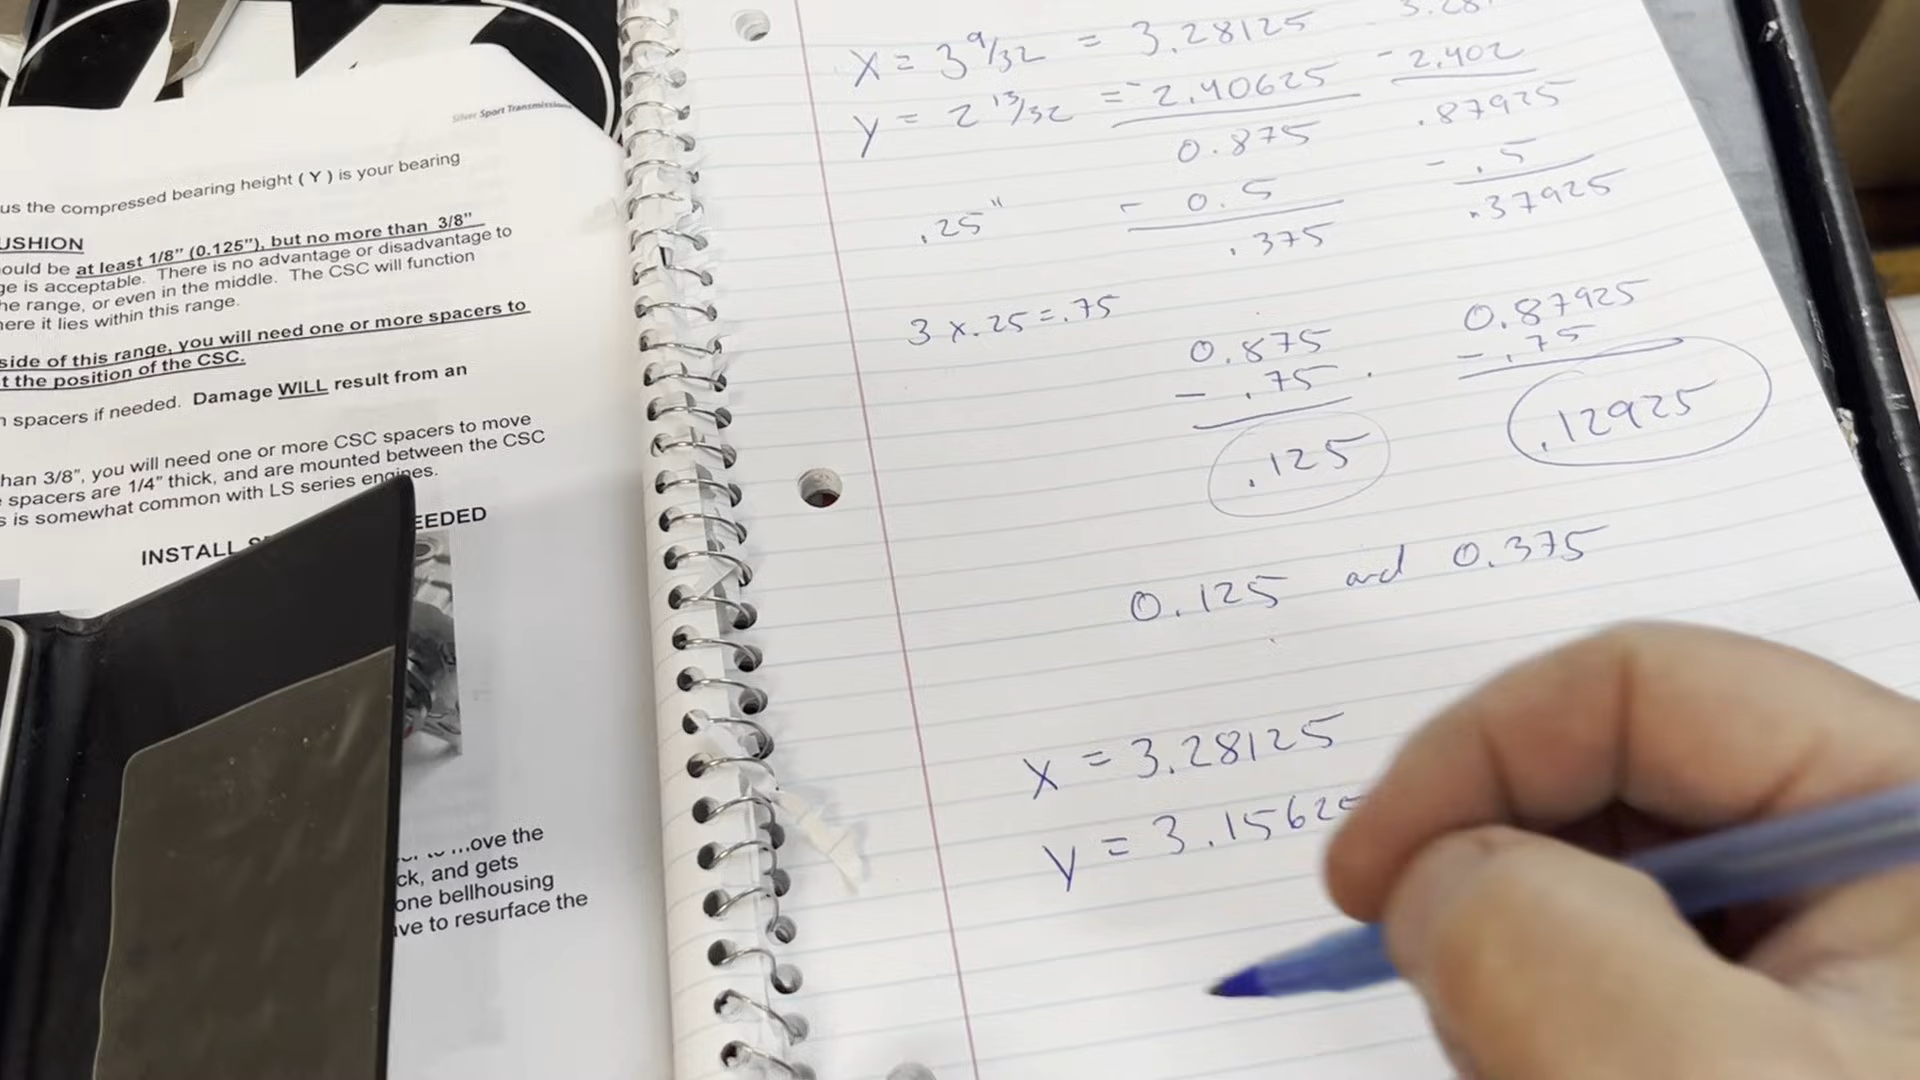 Silver Sport Transmissions
us the compressed bearing height ( Y ) is your bearing
USHION
ould be at least 1/8” (0.125”), but no more than 3/8”
ge is acceptable. There is no advantage or disadvantage to
he range, or even in the middle. The CSC will function
here it lies within this range.
side of this range, you will need one or more spacers to
t the position of the CSC.
n spacers if needed. Damage WILL result from an
han 3/8”, you will need one or more CSC spacers to move
spacers are 1/4” thick, and are mounted between the CSC
s is somewhat common with LS series engines.
INSTALL S EEDED
ove the
ck, and gets
one bellhousing
ve to resurface the
X = 3 9/32 = 3.28125 3.281
y = 2 13/32 = - 2.40625 - 2.402
0.875 .87925
.25" - 0.5 - .5
.375 .37925
3 x .25 = .75
0.875 0.87925
- .75 - .75
.125 .12925
0.125 and 0.375
X = 3.28125
y = 3.15625